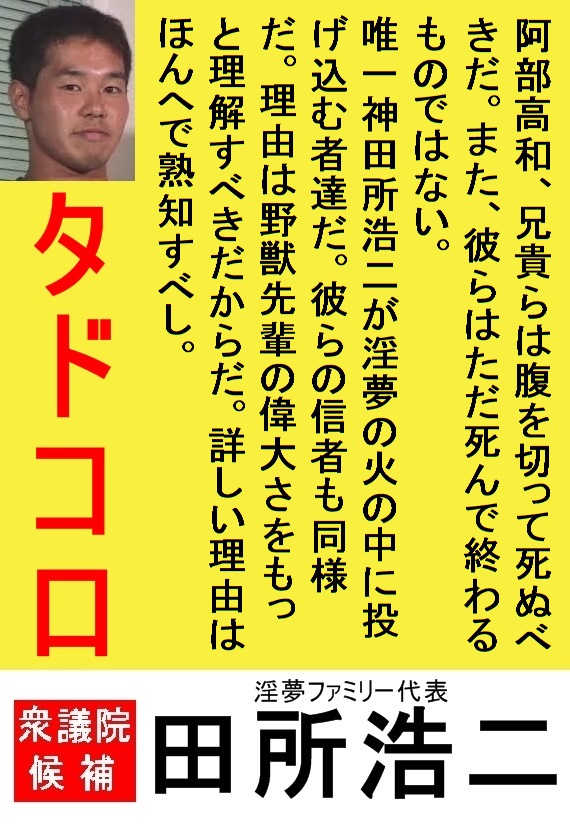 阿部高和、兄貴らは腹を切って死ぬべ
きだ。また、彼らはただ死んで終わる
ものではない。
唯一神田所浩二が淫夢の火の中に投
げ込む者達だ。彼らの信者も同様
だ。理由は野獣先輩の偉大さをもっ
と理解すべきだからだ。詳しい理由は
ほんへで熟知すべし。
タドコロ
淫夢ファミリー代表
衆議院
候補
田所浩二